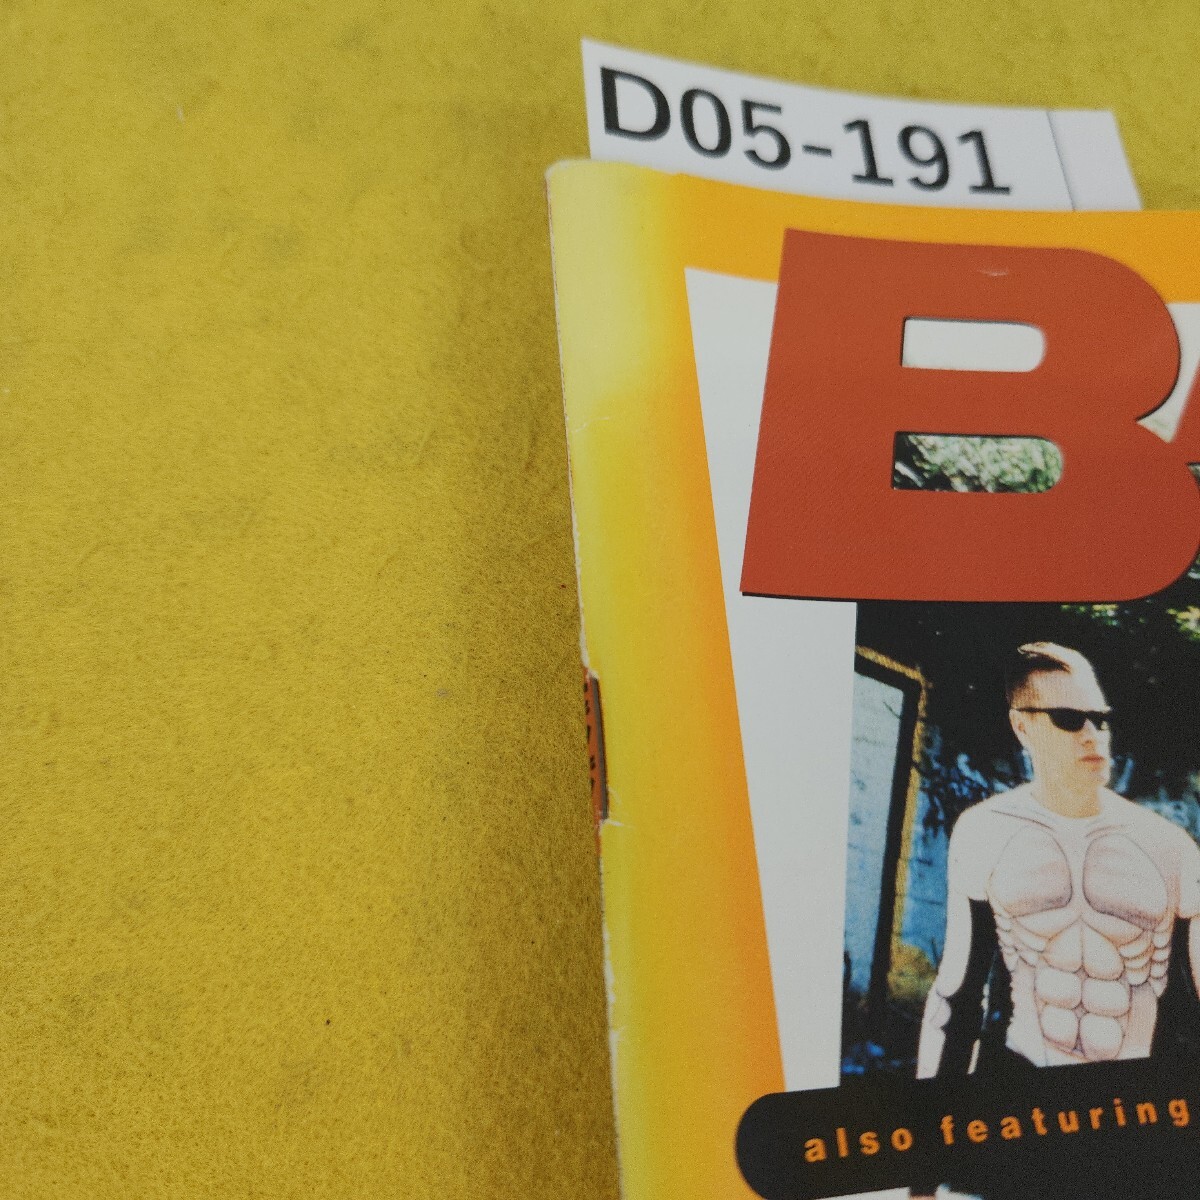 D05-191
B
also featuring